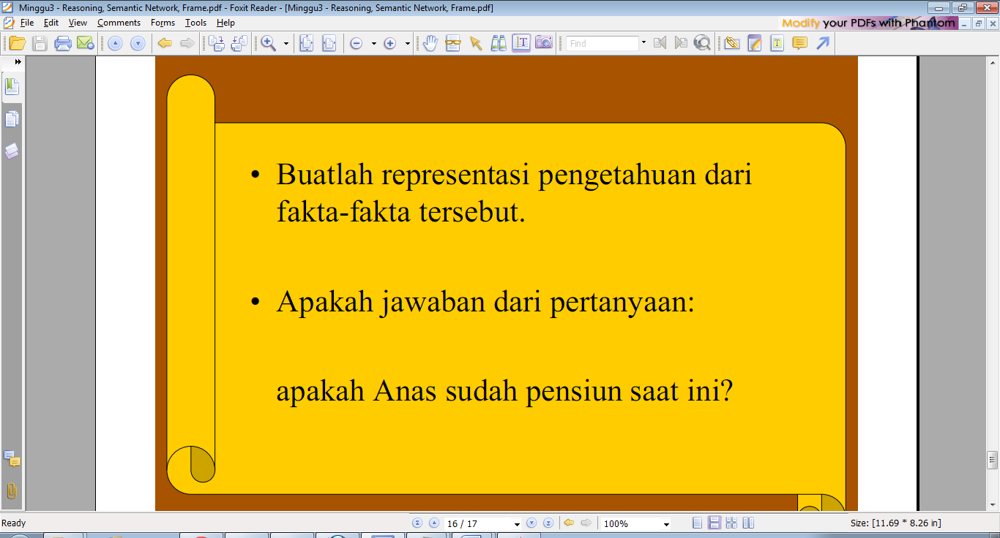 Minggu3 - Reasoning, Semantic Network, Frame.pdf - Foxit Reader - [Minggu3 - Reasoning, Semantic Network, Frame.pdf]
File Edit View Comments Forms Tools Help
Modify your PDFs with Phantom
Find
• Buatlah representasi pengetahuan dari
fakta-fakta tersebut.
• Apakah jawaban dari pertanyaan:
apakah Anas sudah pensiun saat ini?
Ready
16 / 17
100%
Size: [11.69 * 8.26 in]